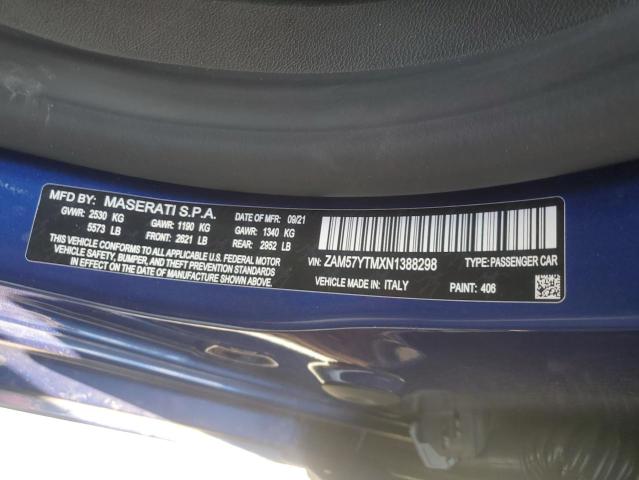 MFD BY: MASERATI S.P.A. DATE OF MFR: 09/21
GVWR: 2530 KG GAWR: 1190 KG GAWR: 1340 KG
5573 LB FRONT: 2621 LB REAR: 2952 LB
THIS VEHICLE CONFORMS TO ALL APPLICABLE FEDERAL MOTOR
VEHICLE SAFETY, BUMPER, AND THEFT PREVENTION STANDARDS
IN EFFECT ON THE DATE OF MANUFACTURE SHOWN ABOVE.
VIN: ZAM57YTMXN1388298 TYPE: PASSENGER CAR
VEHICLE MADE IN: ITALY PAINT: 406